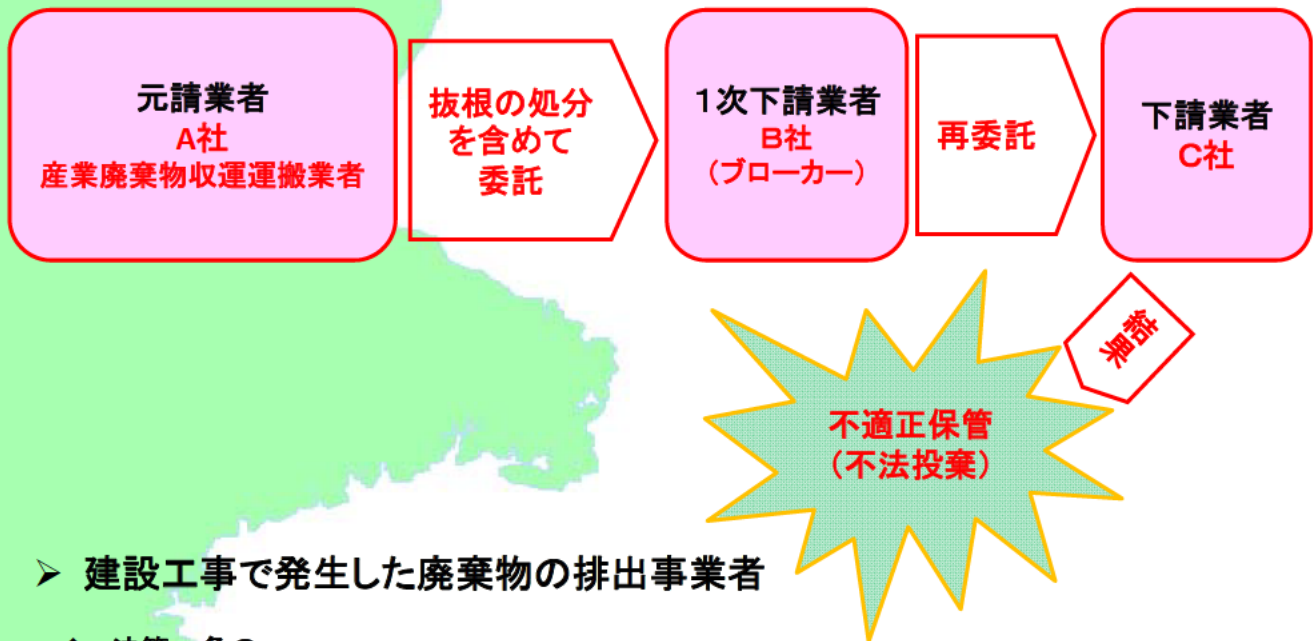 元請業者
A社
産業廃棄物収運運搬業者
抜根の処分
を含めて
委託
1次下請業者
B社
(ブローカー)
再委託
下請業者
C社
結果
不適正保管
(不法投棄)
➢ 建設工事で発生した廃棄物の排出事業者